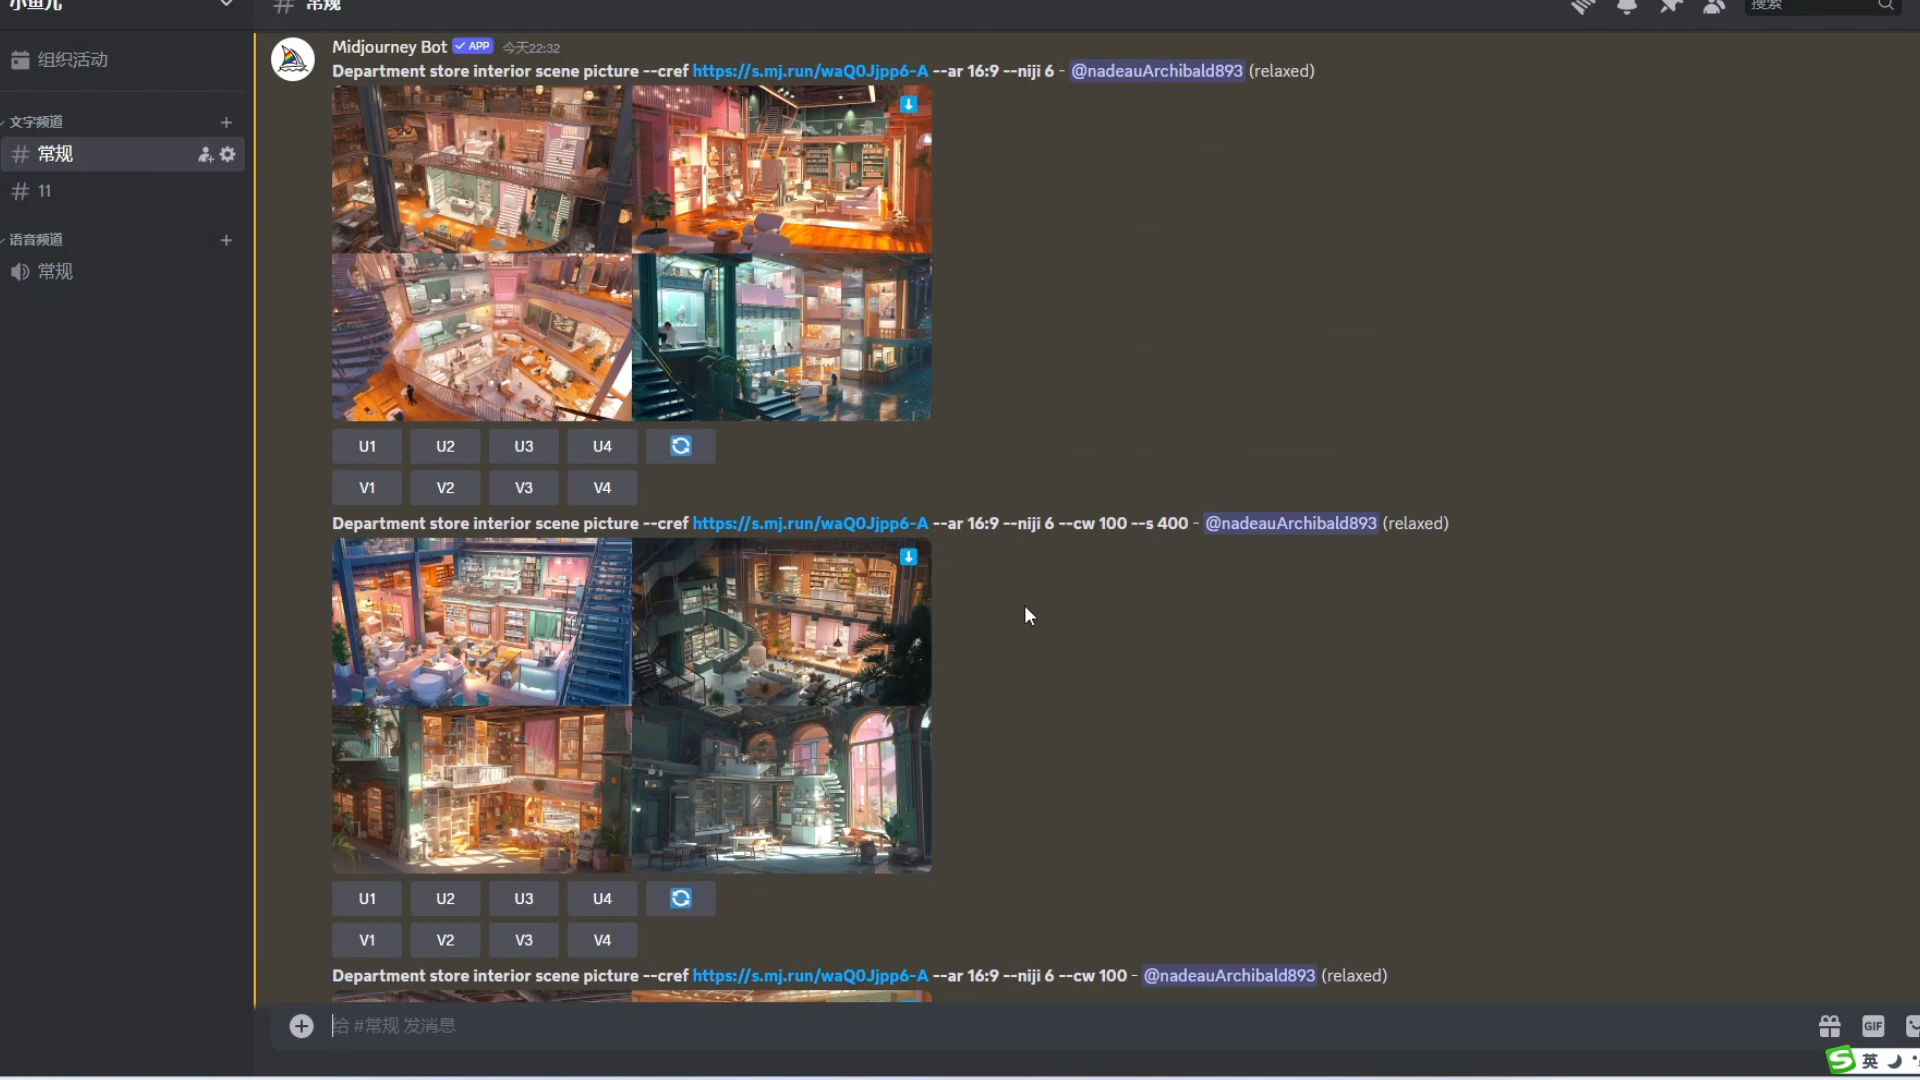 小鱼儿
常规
搜索
组织活动
文字频道
常规
11
语音频道
常规
Midjourney Bot APP 今天22:32
Department store interior scene picture --cref https://s.mj.run/waQ0Jjpp6-A --ar 16:9 --niji 6 - @nadeauArchibald893 (relaxed)
U1 U2 U3 U4
V1 V2 V3 V4
Department store interior scene picture --cref https://s.mj.run/waQ0Jjpp6-A --ar 16:9 --niji 6 --cw 100 --s 400 - @nadeauArchibald893 (relaxed)
U1 U2 U3 U4
V1 V2 V3 V4
Department store interior scene picture --cref https://s.mj.run/waQ0Jjpp6-A --ar 16:9 --niji 6 --cw 100 - @nadeauArchibald893 (relaxed)
给 #常规 发消息
GIF
英